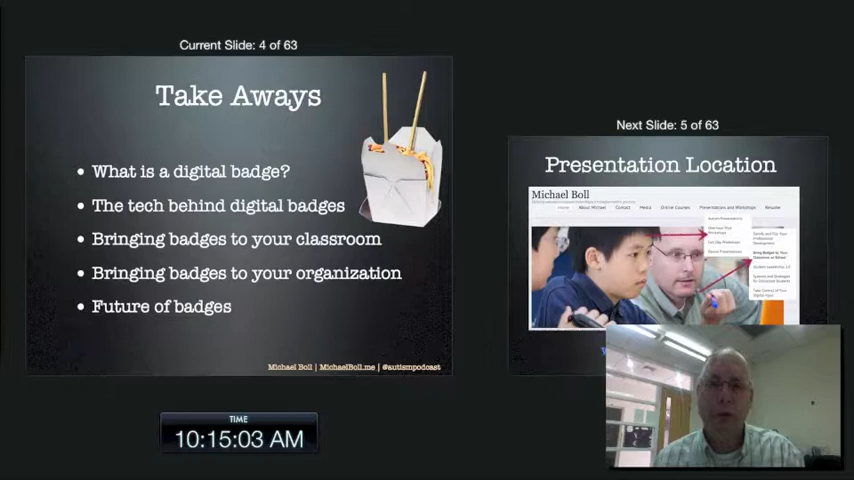 Current Slide: 4 of 63
Take Aways
• What is a digital badge?
• The tech behind digital badges
• Bringing badges to your classroom
• Bringing badges to your organization
• Future of badges
Michael Boll | MichaelBoll.me | @autismpodcast
TIME
10:15:03 AM
Next Slide: 5 of 63
Presentation Location
Michael Boll
Home About Michael Contact Media Online Courses Presentations and Workshops Resume